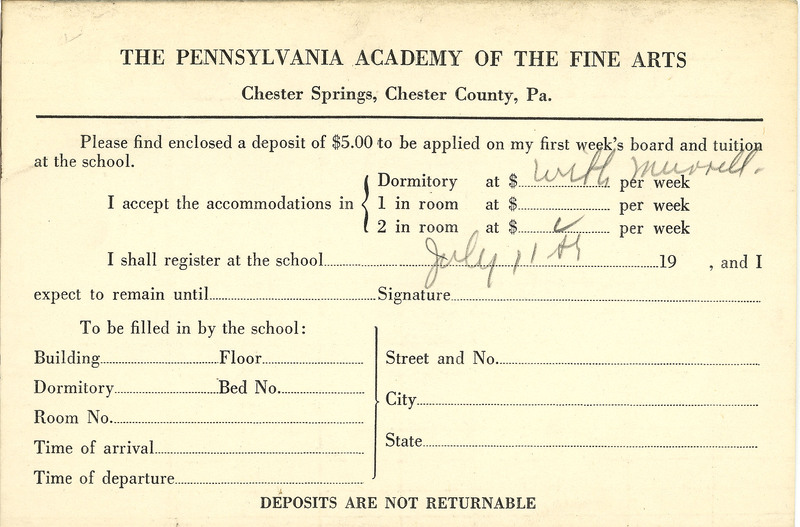 THE PENNSYLVANIA ACADEMY OF THE FINE ARTS
Chester Springs, Chester County, Pa.
Please find enclosed a deposit of $5.00 to be applied on my first week's board and tuition
at the school.
with Murrell.
Dormitory at $ per week
I accept the accommodations in 1 in room at $ per week
2 in room at $ ✓ per week
I shall register at the school July 11th 19 , and I
expect to remain until Signature
To be filled in by the school:
Building Floor
Dormitory Bed No.
Room No.
Time of arrival
Time of departure
Street and No.
City
State
DEPOSITS ARE NOT RETURNABLE